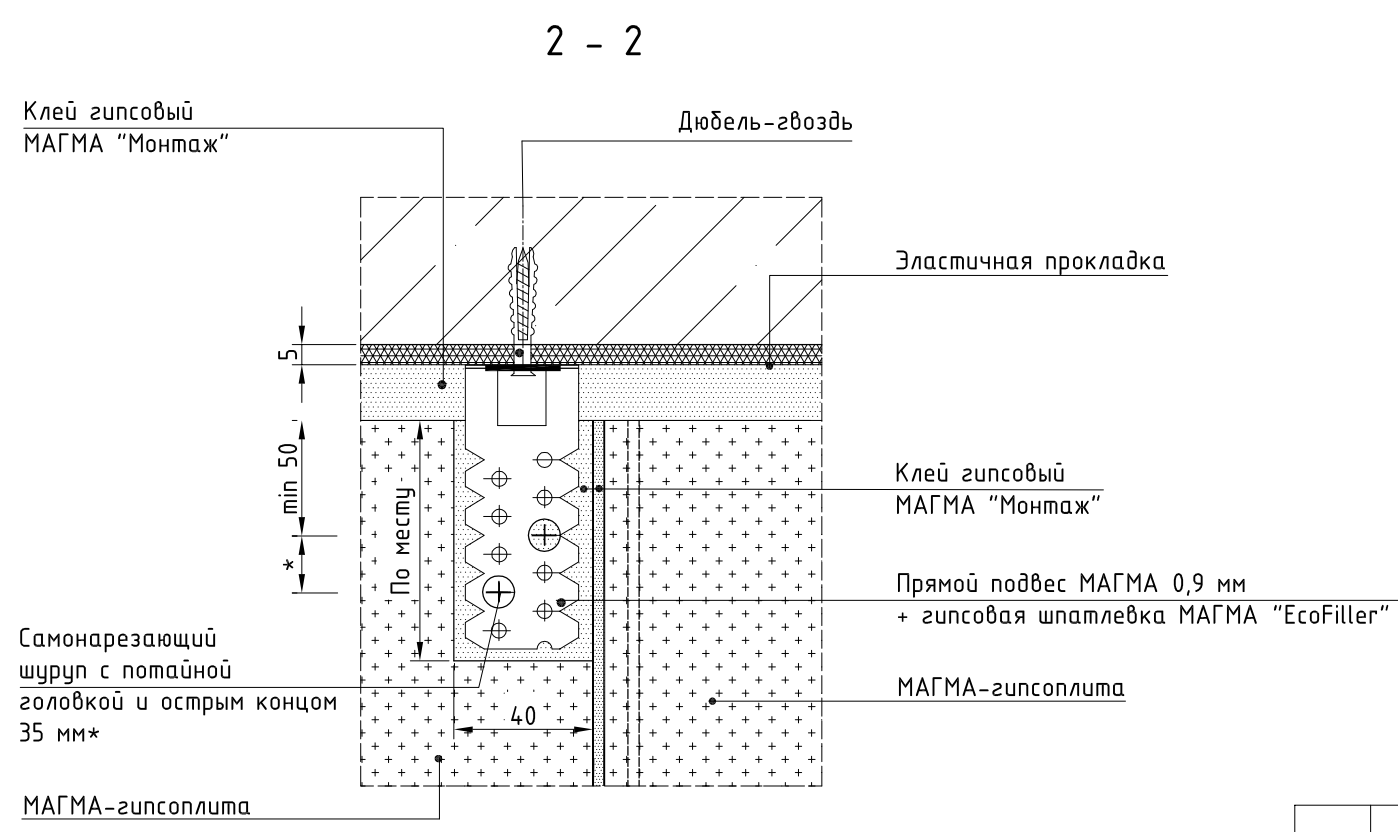 2 - 2
Клей гипсовый
МАГМА "Монтаж"
Дюбель-гвоздь
Эластичная прокладка
5
min 50
*
По месту
Клей гипсовый
МАГМА "Монтаж"
Прямой подвес МАГМА 0,9 мм
+ гипсовая шпатлевка МАГМА "EcoFiller"
Самонарезающий
шуруп с потайной
головкой и острым концом
35 мм*
МАГМА-гипсоплита
40
МАГМА-гипсоплита